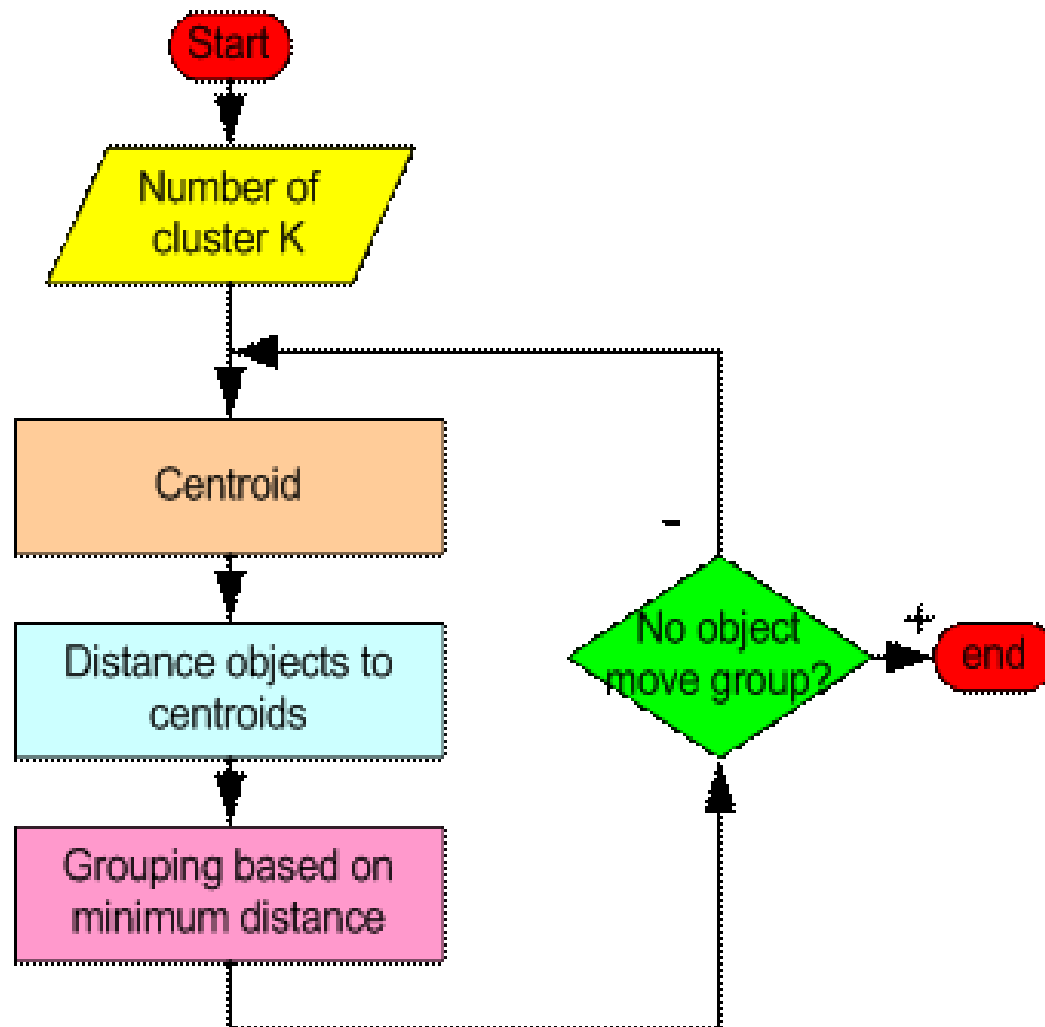 Start
Number of
cluster K
Centroid
Distance objects to
centroids
Grouping based on
minimum distance
-
No object
move group?
+
end